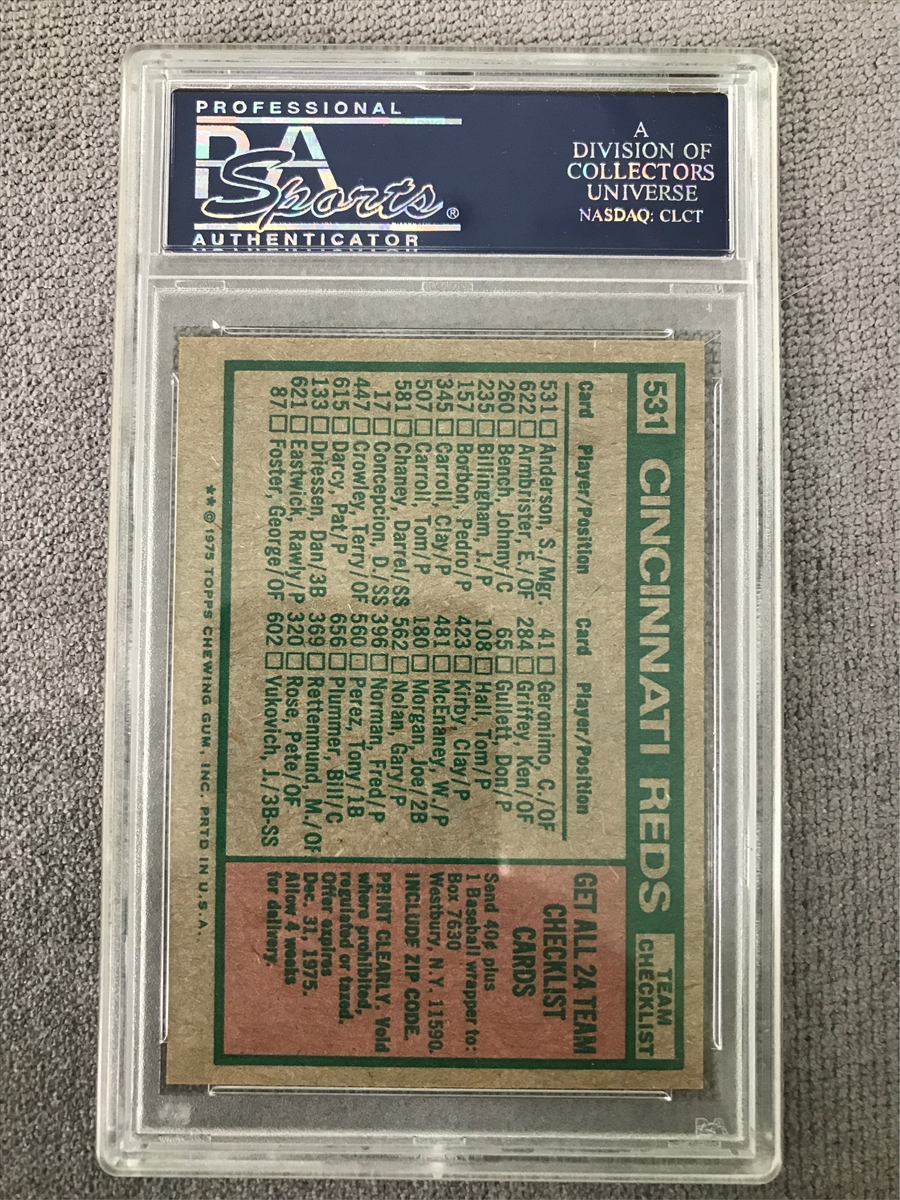 PROFESSIONAL
PSA
Sports®
AUTHENTICATOR
A
DIVISION OF
COLLECTORS
UNIVERSE
NASDAQ: CLCT
531 CINCINNATI REDS TEAM CHECKLIST
Card Player/Position Card Player/Position
531 Anderson, S./Mgr. 41 Geronimo, C./OF
622 Armbrister, E./OF 284 Griffey, Ken/OF
260 Bench, Johnny/C 65 Gullett, Don/P
235 Billingham, J./P 108 Hall, Tom/P
157 Borbon, Pedro/P 423 Kirby, Clay/P
345 Carroll, Clay/P 481 McEnaney, W./P
507 Carroll, Tom/P 180 Morgan, Joe/2B
581 Chaney, Darrel/SS 562 Nolan, Gary/P
17 Concepcion, D./SS 396 Norman, Fred/P
447 Crowley, Terry/OF 560 Perez, Tony/1B
615 Darcy, Pat/P 656 Plummer, Bill/C
133 Driessen, Dan/3B 369 Rettenmund, M./OF
621 Eastwick, Rawly/P 320 Rose, Pete/OF
87 Foster, George/OF 602 Vukovich, J./3B-SS
GET ALL 24 TEAM
CHECKLIST
CARDS
Send 40¢ plus
1 Baseball wrapper to:
Box 7630
Westbury, N.Y. 11590.
INCLUDE ZIP CODE.
PRINT CLEARLY. Void
where prohibited,
regulated or taxed.
Offer expires
Dec. 31, 1975.
Allow 4 weeks
for delivery.
**© 1975 TOPPS CHEWING GUM, INC. PRTD IN U.S.A.